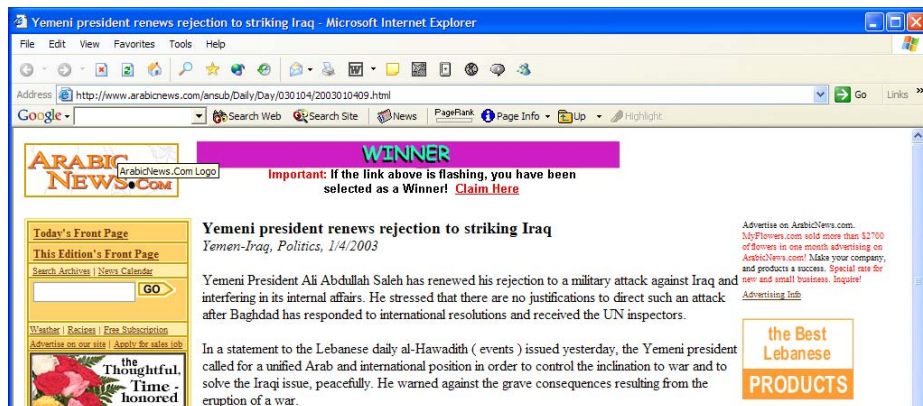 Yemeni president renews rejection to striking Iraq - Microsoft Internet Explorer
File Edit View Favorites Tools Help
Address http://www.arabicnews.com/ansub/Daily/Day/030104/2003010409.html Go Links »
Google Search Web Search Site News PageRank Page Info Up Highlight
ARABIC
NEWS.COM
ArabicNews.Com Logo
WINNER
Important: If the link above is flashing, you have been
selected as a Winner! Claim Here
Today's Front Page
This Edition's Front Page
Search Archives | News Calendar
GO
Weather | Recipes | Free Subscription
Advertise on our site | Apply for sales job
the
Thoughtful,
Time -
honored
Yemeni president renews rejection to striking Iraq
Yemen-Iraq, Politics, 1/4/2003
Yemeni President Ali Abdullah Saleh has renewed his rejection to a military attack against Iraq and
interfering in its internal affairs. He stressed that there are no justifications to direct such an attack
after Baghdad has responded to international resolutions and received the UN inspectors.
In a statement to the Lebanese daily al-Hawadith ( events ) issued yesterday, the Yemeni president
called for a unified Arab and international position in order to control the inclination to war and to
solve the Iraqi issue, peacefully. He warned against the grave consequences resulting from the
eruption of a war.
Advertise on ArabicNews.com.
MyFlowers.com sold more than $2700
of flowers in one month advertising on
ArabicNews.com! Make your company,
and products a success. Special rate for
new and small business. Inquire!
Advertising Info
the Best
Lebanese
PRODUCTS